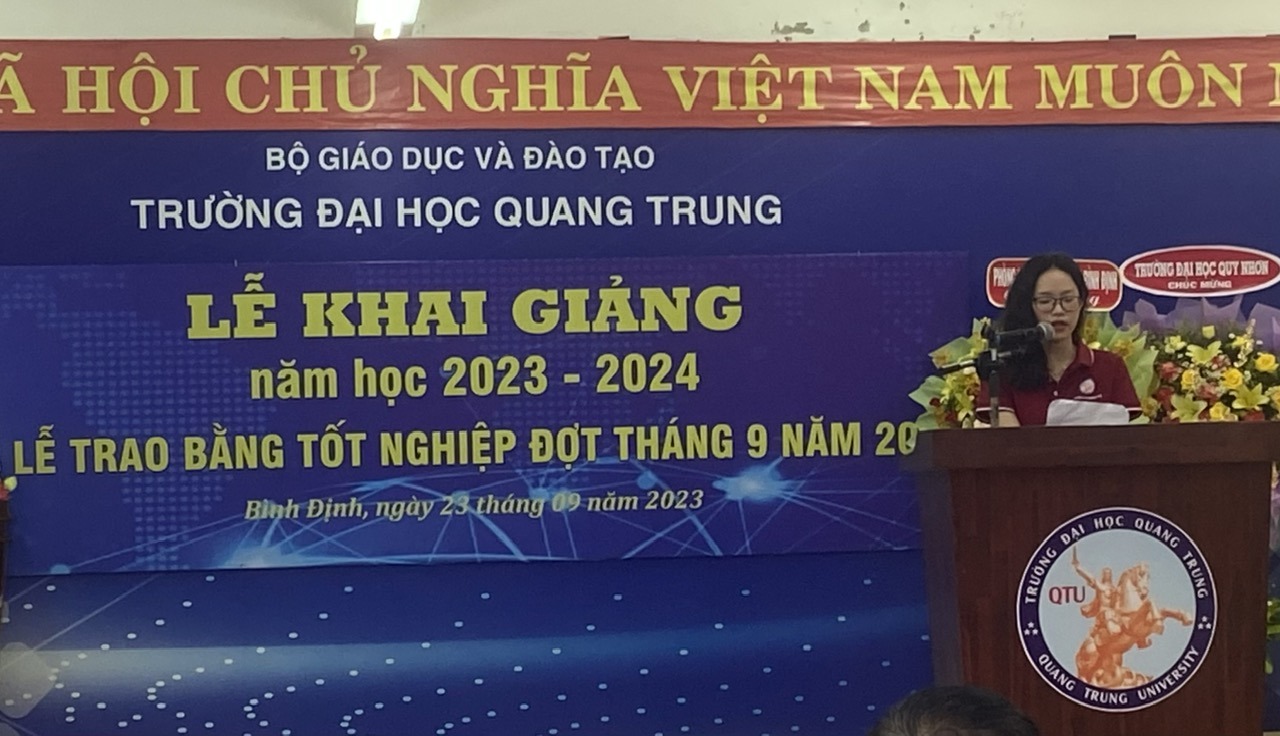 HỘI CHỦ NGHĨA VIỆT NAM MUÔN
BỘ GIÁO DỤC VÀ ĐÀO TẠO
TRƯỜNG ĐẠI HỌC QUANG TRUNG
LỄ KHAI GIẢNG
năm học 2023 - 2024
LỄ TRAO BẰNG TỐT NGHIỆP ĐỢT THÁNG 9 NĂM
Bình Định, ngày 23 tháng 09 năm 2023
PHÒNG
BÌNH ĐỊNH
TRƯỜNG ĐẠI HỌC QUY NHƠN
CHÚC MỪNG
TRƯỜNG ĐẠI HỌC QUANG TRUNG
QTU
QUANG TRUNG UNIVERSITY